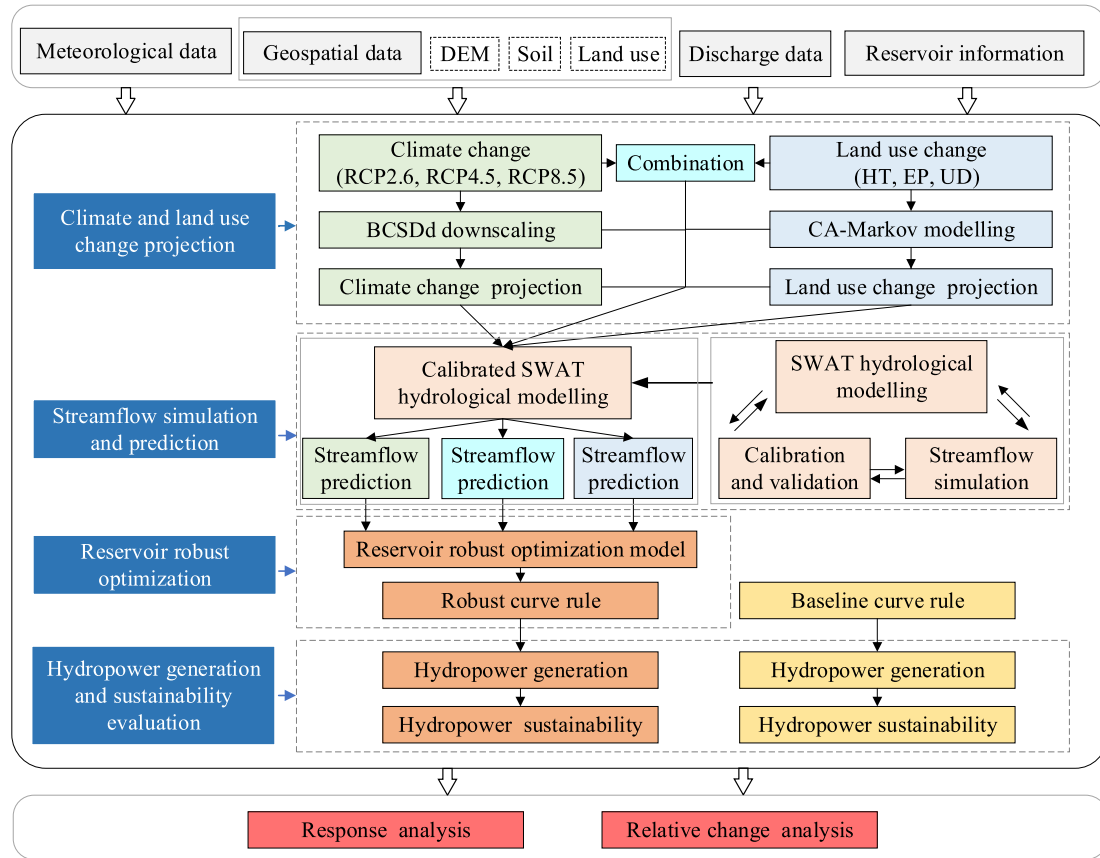 Meteorological data
Geospatial data
DEM
Soil
Land use
Discharge data
Reservoir information
Climate and land use
change projection
Climate change
(RCP2.6, RCP4.5, RCP8.5)
Combination
Land use change
(HT, EP, UD)
BCSDd downscaling
CA-Markov modelling
Climate change projection
Land use change projection
Streamflow simulation
and prediction
Calibrated SWAT
hydrological modelling
SWAT hydrological
modelling
Streamflow
prediction
Streamflow
prediction
Streamflow
prediction
Calibration
and validation
Streamflow
simulation
Reservoir robust
optimization
Reservoir robust optimization model
Robust curve rule
Baseline curve rule
Hydropower generation
and sustainability
evaluation
Hydropower generation
Hydropower generation
Hydropower sustainability
Hydropower sustainability
Response analysis
Relative change analysis